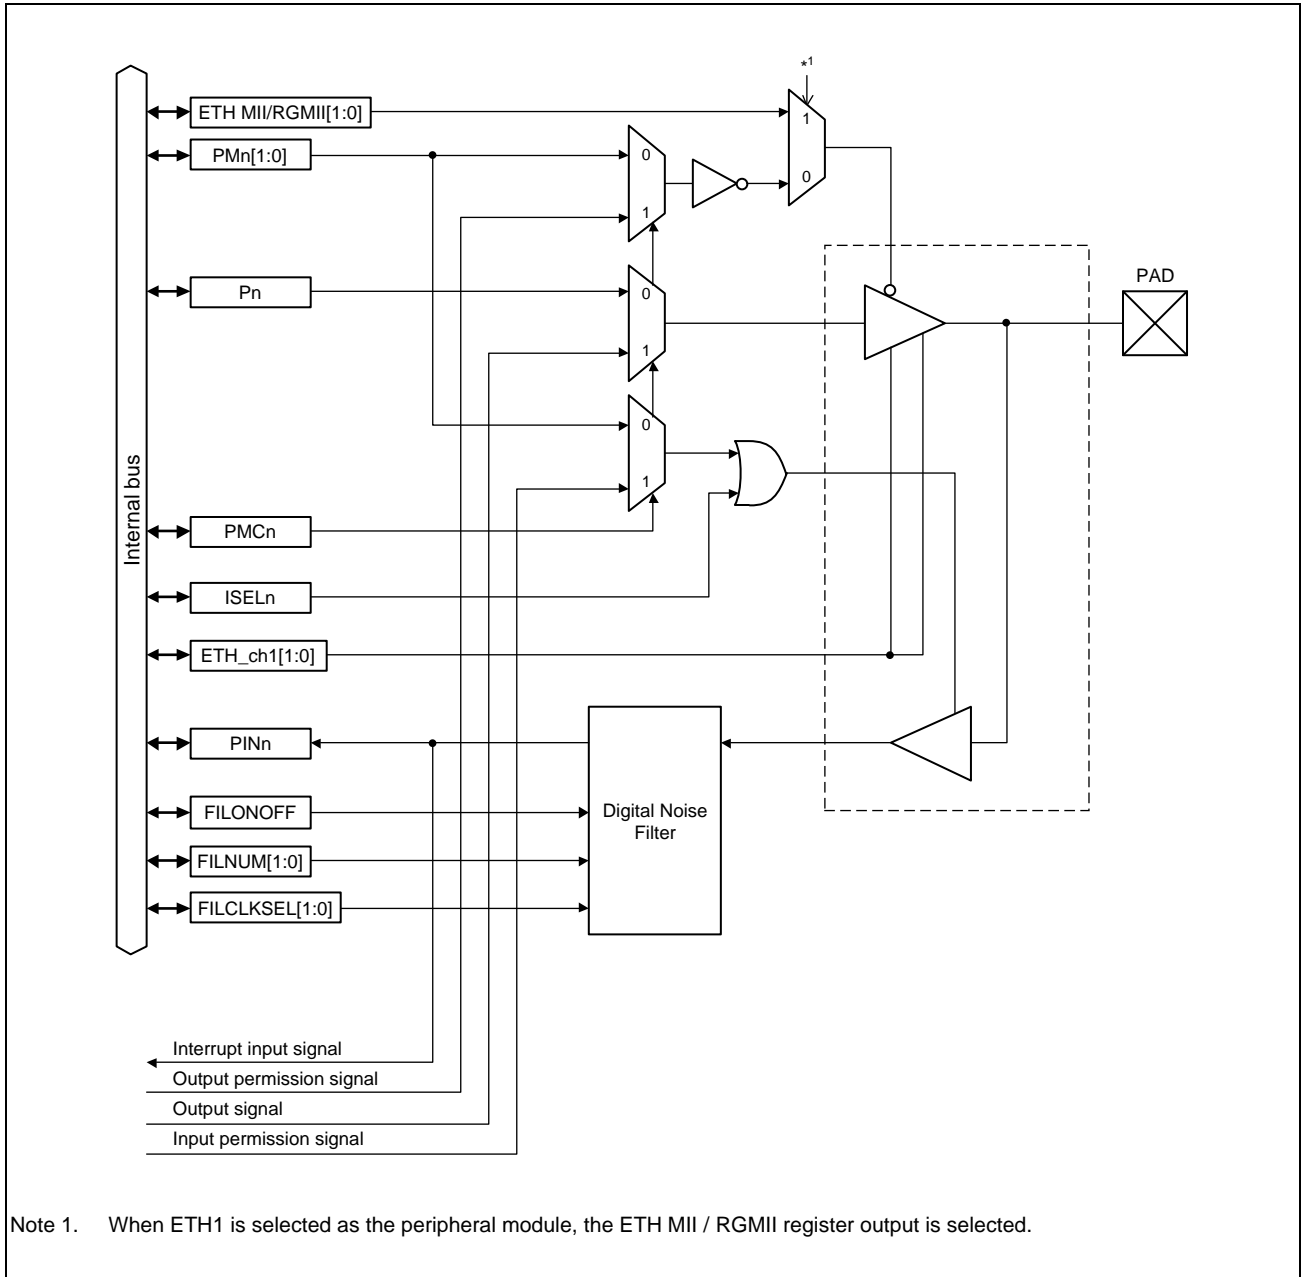 *1
ETH MII/RGMII[1:0]
1
PMn[1:0]
0
0
1
PAD
Pn
0
1
0
Internal bus
1
PMCn
ISELn
ETH_ch1[1:0]
PINn
FILONOFF
Digital Noise
Filter
FILNUM[1:0]
FILCLKSEL[1:0]
Interrupt input signal
Output permission signal
Output signal
Input permission signal
Note 1. When ETH1 is selected as the peripheral module, the ETH MII / RGMII register output is selected.